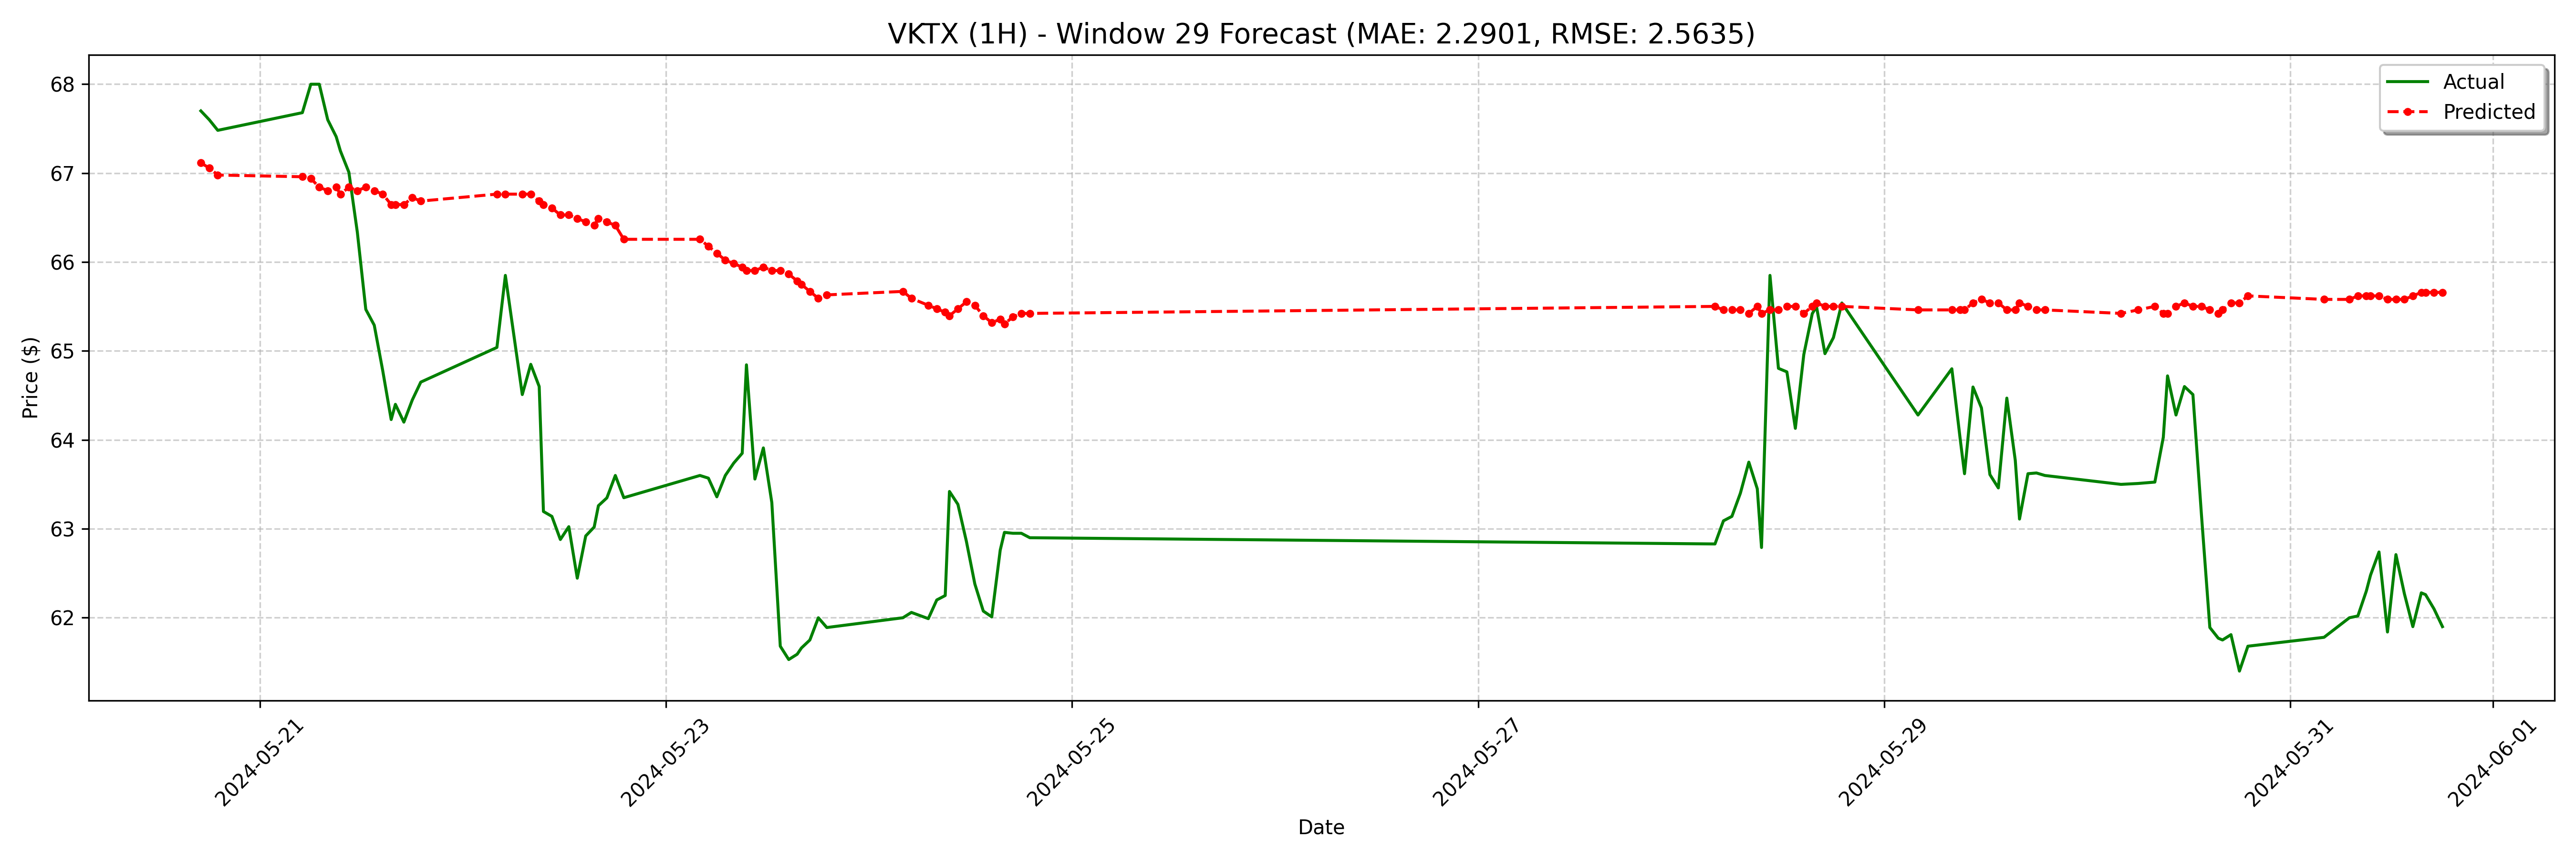 VKTX (1H) - Window 29 Forecast (MAE: 2.2901, RMSE: 2.5635)
Actual
Predicted
Price ($)
68
67
66
65
64
63
62
2024-05-21
2024-05-23
2024-05-25
2024-05-27
2024-05-29
2024-05-31
2024-06-01
Date